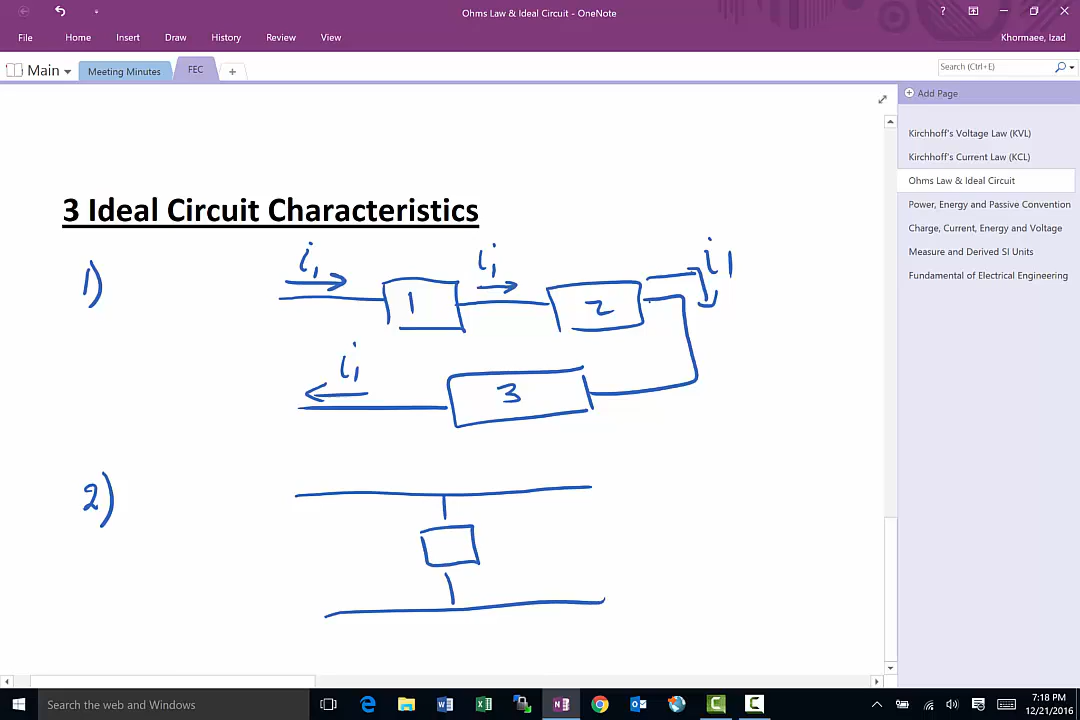 Ohms Law & Ideal Circuit - OneNote
?
File Home Insert Draw History Review View
Khormaee, Izad
Main Meeting Minutes FEC +
Search (Ctrl+E)
Add Page
Kirchhoff's Voltage Law (KVL)
Kirchhoff's Current Law (KCL)
Ohms Law & Ideal Circuit
Power, Energy and Passive Convention
Charge, Current, Energy and Voltage
Measure and Derived SI Units
Fundamental of Electrical Engineering
3 Ideal Circuit Characteristics
1)
i1 i1 i1
1 2
i1
3
2)
Search the web and Windows
7:18 PM
12/21/2016